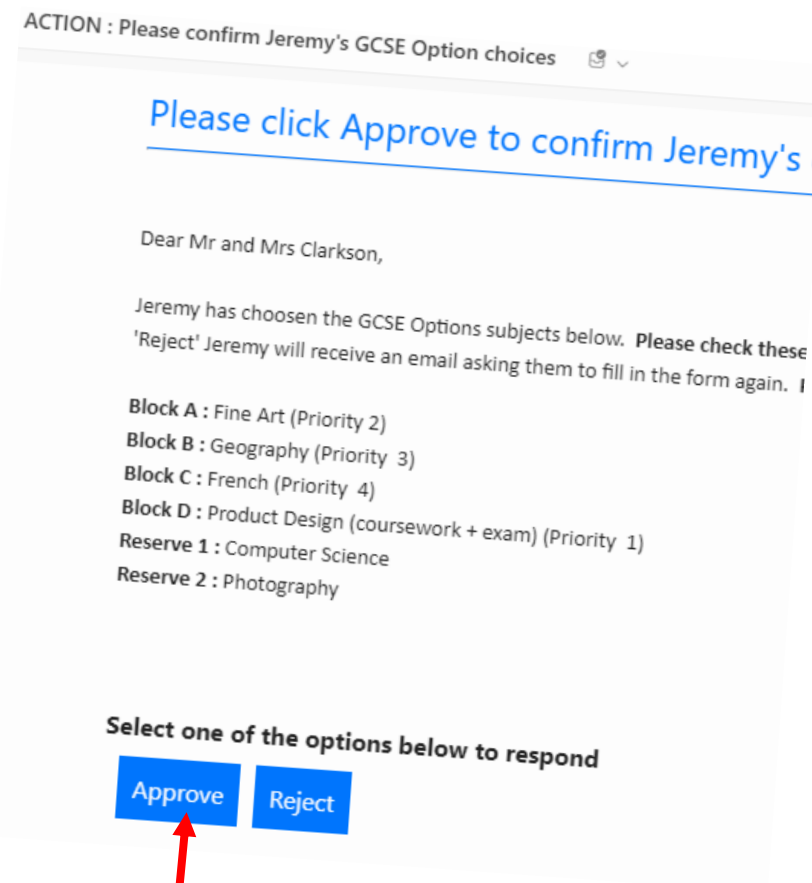 ACTION : Please confirm Jeremy's GCSE Option choices
Please click Approve to confirm Jeremy's
Dear Mr and Mrs Clarkson,
Jeremy has choosen the GCSE Options subjects below. Please check these
'Reject' Jeremy will receive an email asking them to fill in the form again.
Block A : Fine Art (Priority 2)
Block B : Geography (Priority 3)
Block C : French (Priority 4)
Block D : Product Design (coursework + exam) (Priority 1)
Reserve 1 : Computer Science
Reserve 2 : Photography
Select one of the options below to respond
Approve Reject